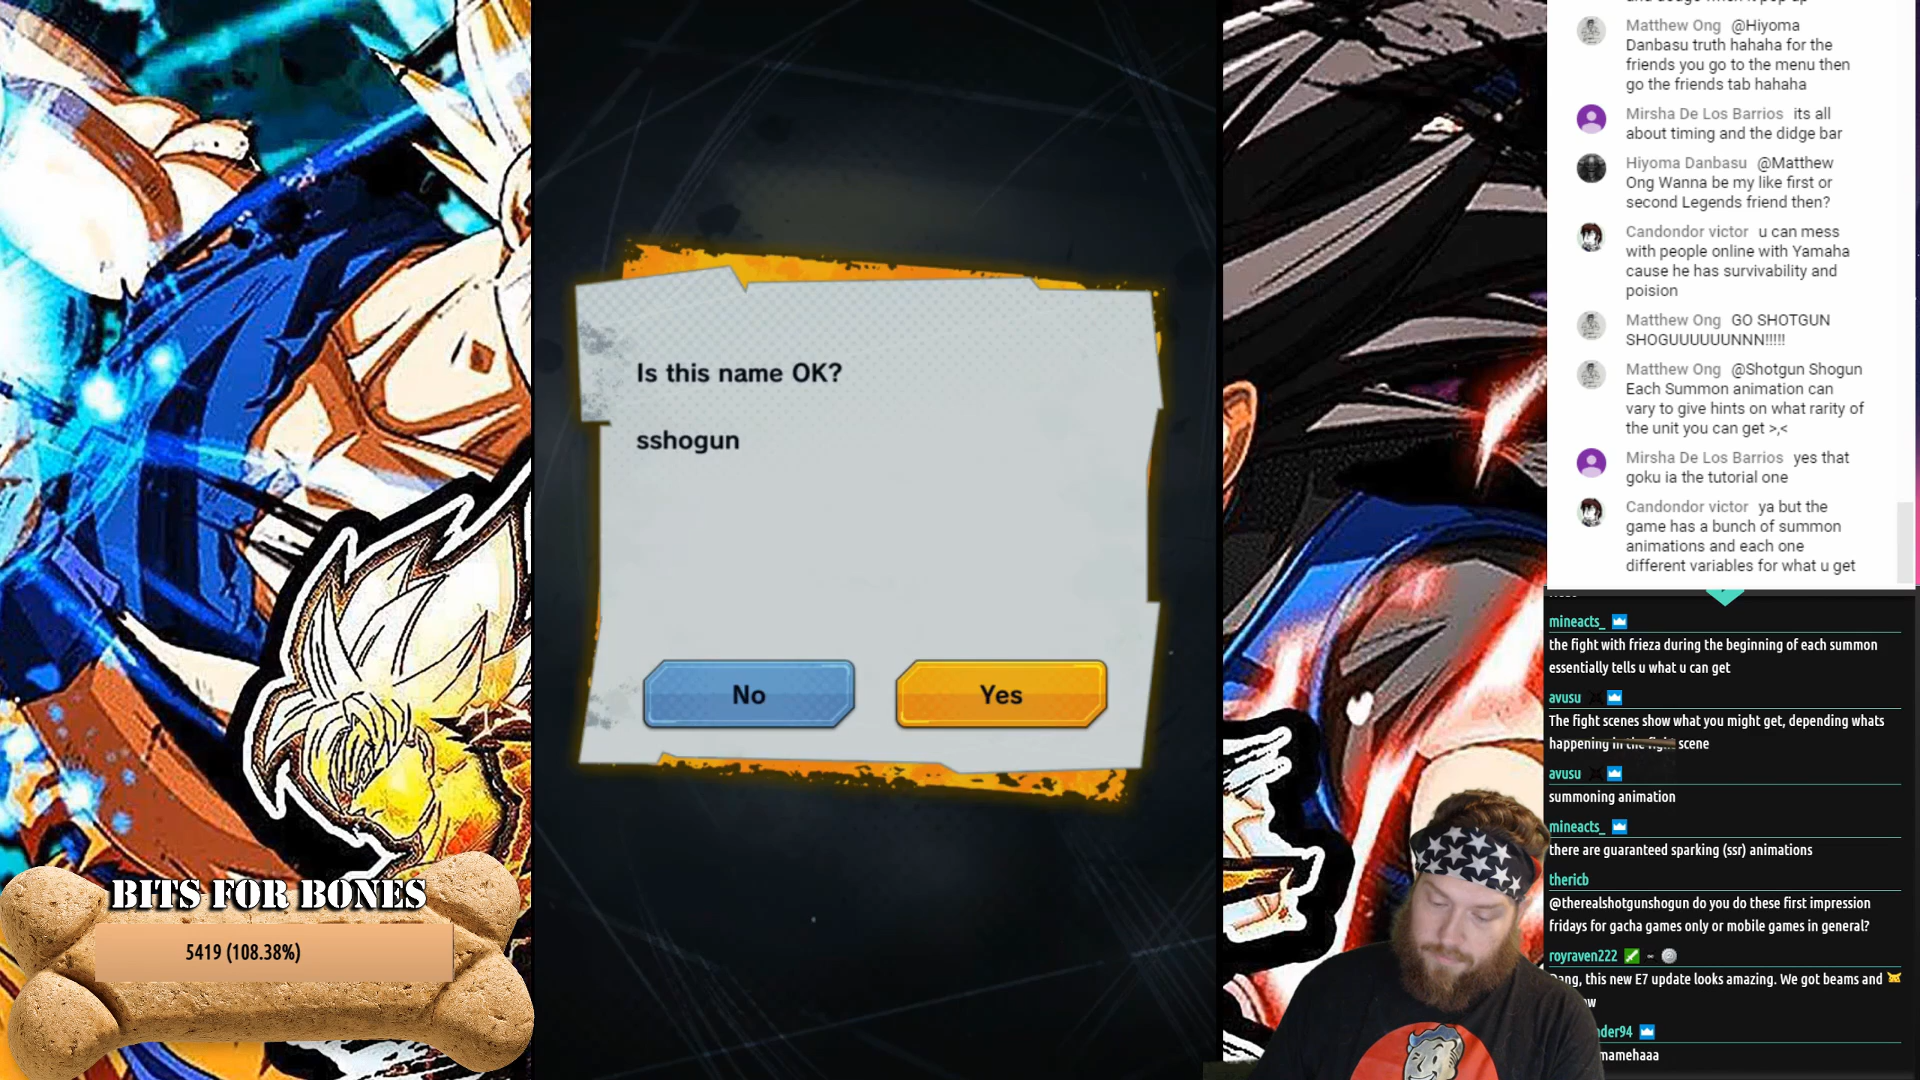 Is this name OK?
sshogun
No
Yes
BITS FOR BONES
5419 (108.38%)
Matthew Ong @Hiyoma
Danbasu truth hahaha for the
friends you go to the menu then
go the friends tab hahaha
Mirsha De Los Barrios its all
about timing and the didge bar
Hiyoma Danbasu @Matthew
Ong Wanna be my like first or
second Legends friend then?
Candondor victor u can mess
with people online with Yamaha
cause he has survivability and
poision
Matthew Ong GO SHOTGUN
SHOGUUUUUUNNN!!!!!
Matthew Ong @Shotgun Shogun
Each Summon animation can
vary to give hints on what rarity of
the unit you can get >,<
Mirsha De Los Barrios yes that
goku ia the tutorial one
Candondor victor ya but the
game has a bunch of summon
animations and each one
different variables for what u get
mineacts_
the fight with frieza during the beginning of each summon
essentially tells u what u can get
avusu
The fight scenes show what you might get, depending whats
happening in the fight scene
avusu
summoning animation
mineacts_
there are guaranteed sparking (ssr) animations
thericb
@therealshotgunshogun do you do these first impression
fridays for gacha games only or mobile games in general?
royraven222
this new E7 update looks amazing. We got beams and